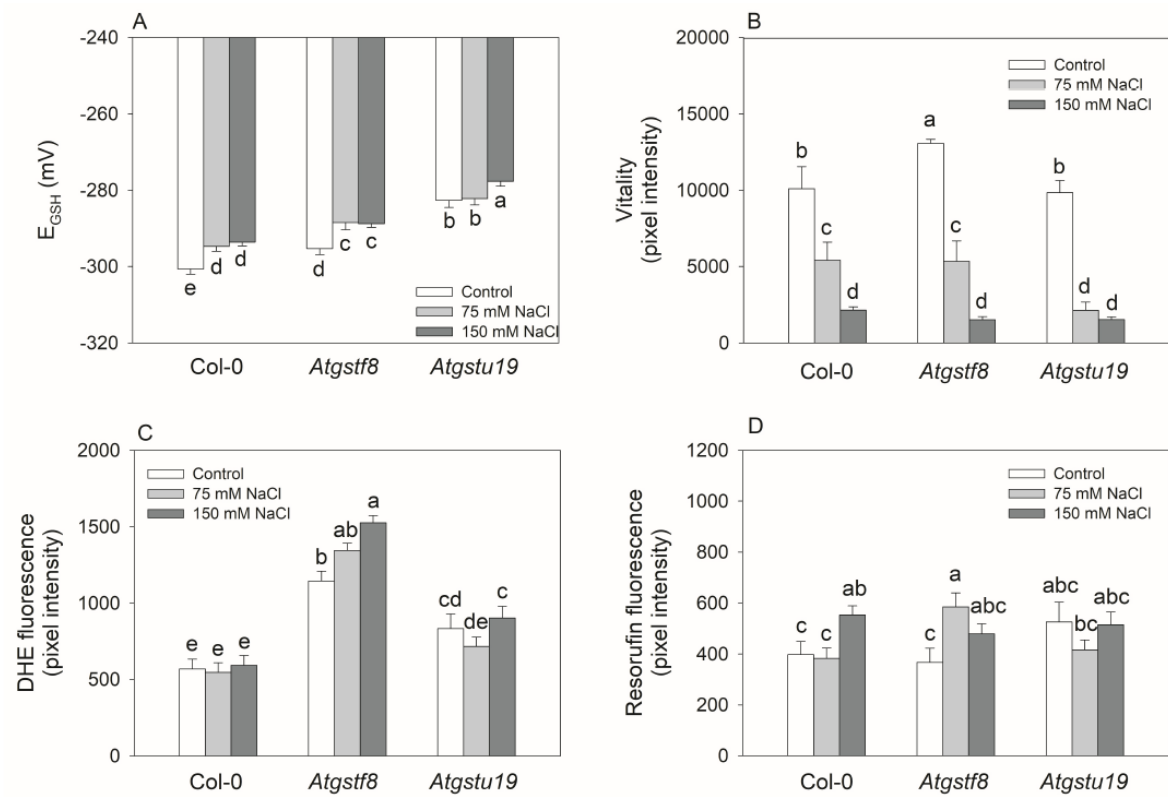 A
-240
-260
-280
-300
-320
E_GSH (mV)
e d d d c c b b a
Control
75 mM NaCl
150 mM NaCl
Col-0 Atgstf8 Atgstu19
B
20000
15000
10000
5000
0
Vitality
(pixel intensity)
Control
75 mM NaCl
150 mM NaCl
b c d a c d b d d
Col-0 Atgstf8 Atgstu19
C
2000
1500
1000
500
0
DHE fluorescence
(pixel intensity)
Control
75 mM NaCl
150 mM NaCl
e e e b ab a cd de c
Col-0 Atgstf8 Atgstu19
D
1200
1000
800
600
400
200
0
Resorufin fluorescence
(pixel intensity)
Control
75 mM NaCl
150 mM NaCl
c c ab c a abc abc bc abc
Col-0 Atgstf8 Atgstu19